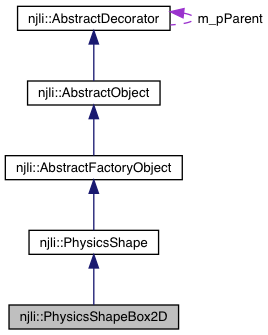 njli::AbstractDecorator
m_pParent
njli::AbstractObject
njli::AbstractFactoryObject
njli::PhysicsShape
njli::PhysicsShapeBox2D